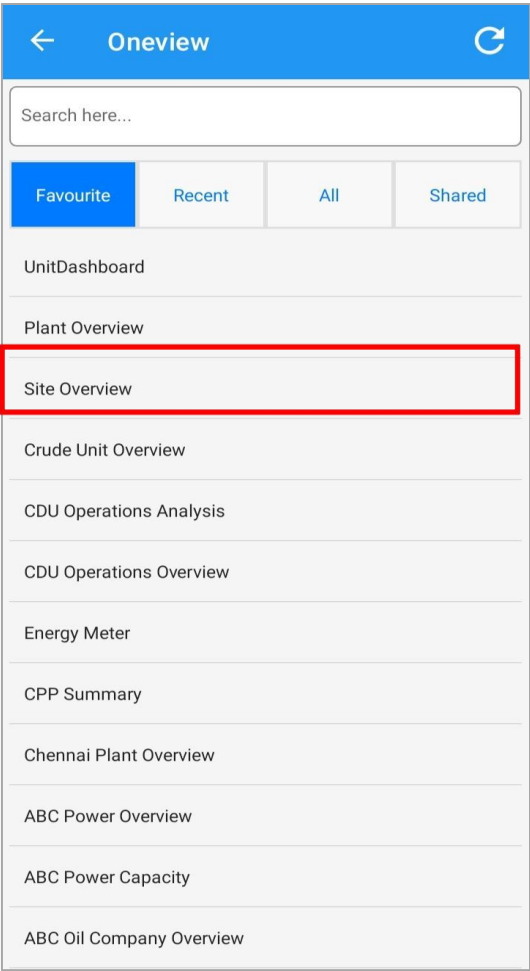 Oneview
Search here...
Favourite Recent All Shared
UnitDashboard
Plant Overview
Site Overview
Crude Unit Overview
CDU Operations Analysis
CDU Operations Overview
Energy Meter
CPP Summary
Chennai Plant Overview
ABC Power Overview
ABC Power Capacity
ABC Oil Company Overview